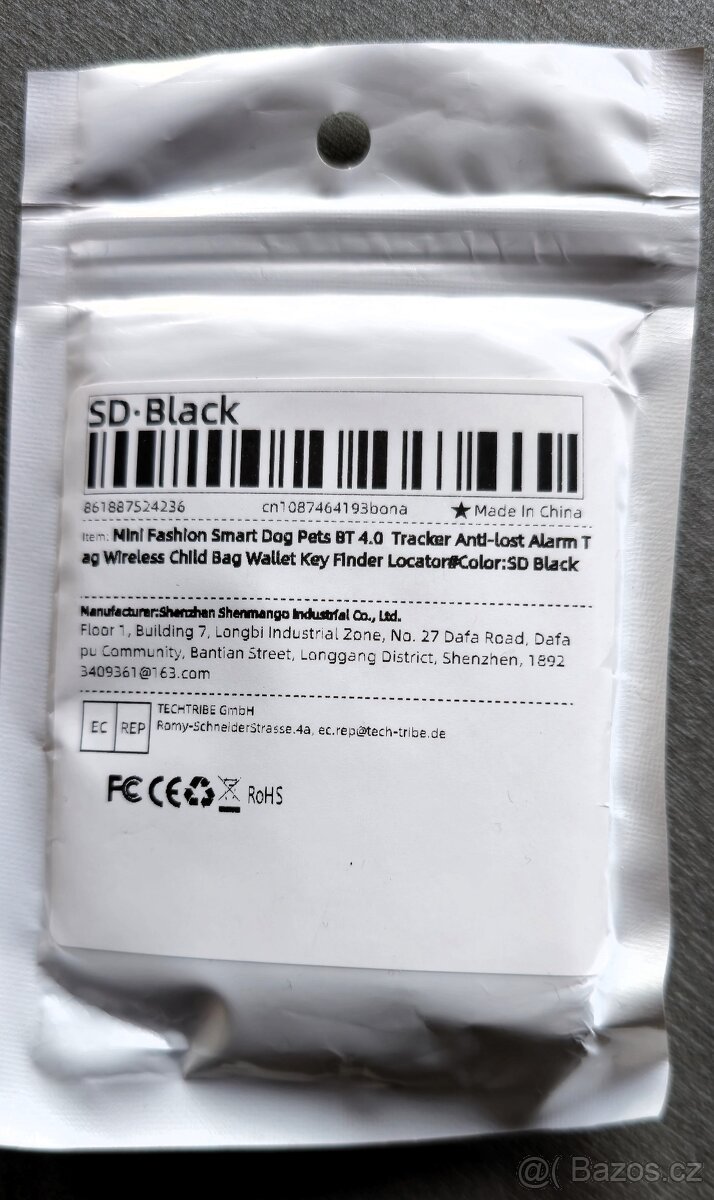 SD·Black
861887524236 cn1087464193bona ★ Made In China
Item: Mini Fashion Smart Dog Pets BT 4.0 Tracker Anti-lost Alarm T
ag Wireless Child Bag Wallet Key Finder Locator#Color:SD Black
Manufacturer:Shenzhen Shenmango Industrial Co., Ltd.
Floor 1, Building 7, Longbi Industrial Zone, No. 27 Dafa Road, Dafa
pu Community, Bantian Street, Longgang District, Shenzhen, 1892
3409361@163.com
EC REP
TECHTRIBE GmbH
Romy-SchneiderStrasse.4a, ec.rep@tech-tribe.de
FC CE RoHS
@( Bazos.cz